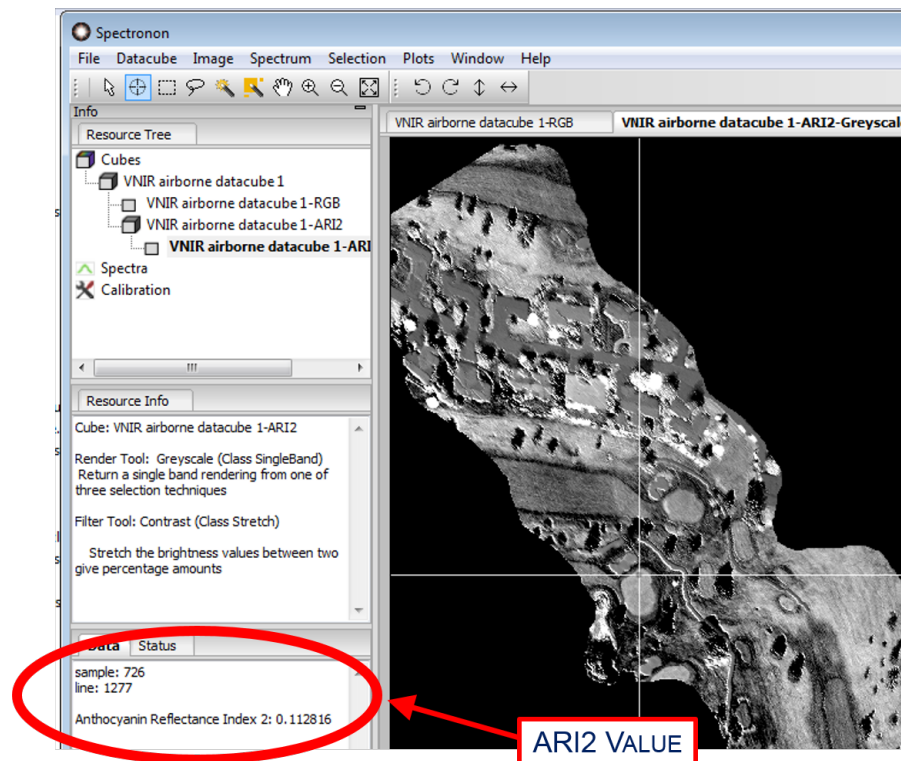 Spectronon
File Datacube Image Spectrum Selection Plots Window Help
Info
Resource Tree
Cubes
VNIR airborne datacube 1
VNIR airborne datacube 1-RGB
VNIR airborne datacube 1-ARI2
VNIR airborne datacube 1-ARI
Spectra
Calibration
Resource Info
Cube: VNIR airborne datacube 1-ARI2
Render Tool: Greyscale (Class SingleBand)
Return a single band rendering from one of
three selection techniques
Filter Tool: Contrast (Class Stretch)
Stretch the brightness values between two
give percentage amounts
Data Status
sample: 726
line: 1277
Anthocyanin Reflectance Index 2: 0.112816
VNIR airborne datacube 1-RGB
VNIR airborne datacube 1-ARI2-Greyscal
ARI2 VALUE